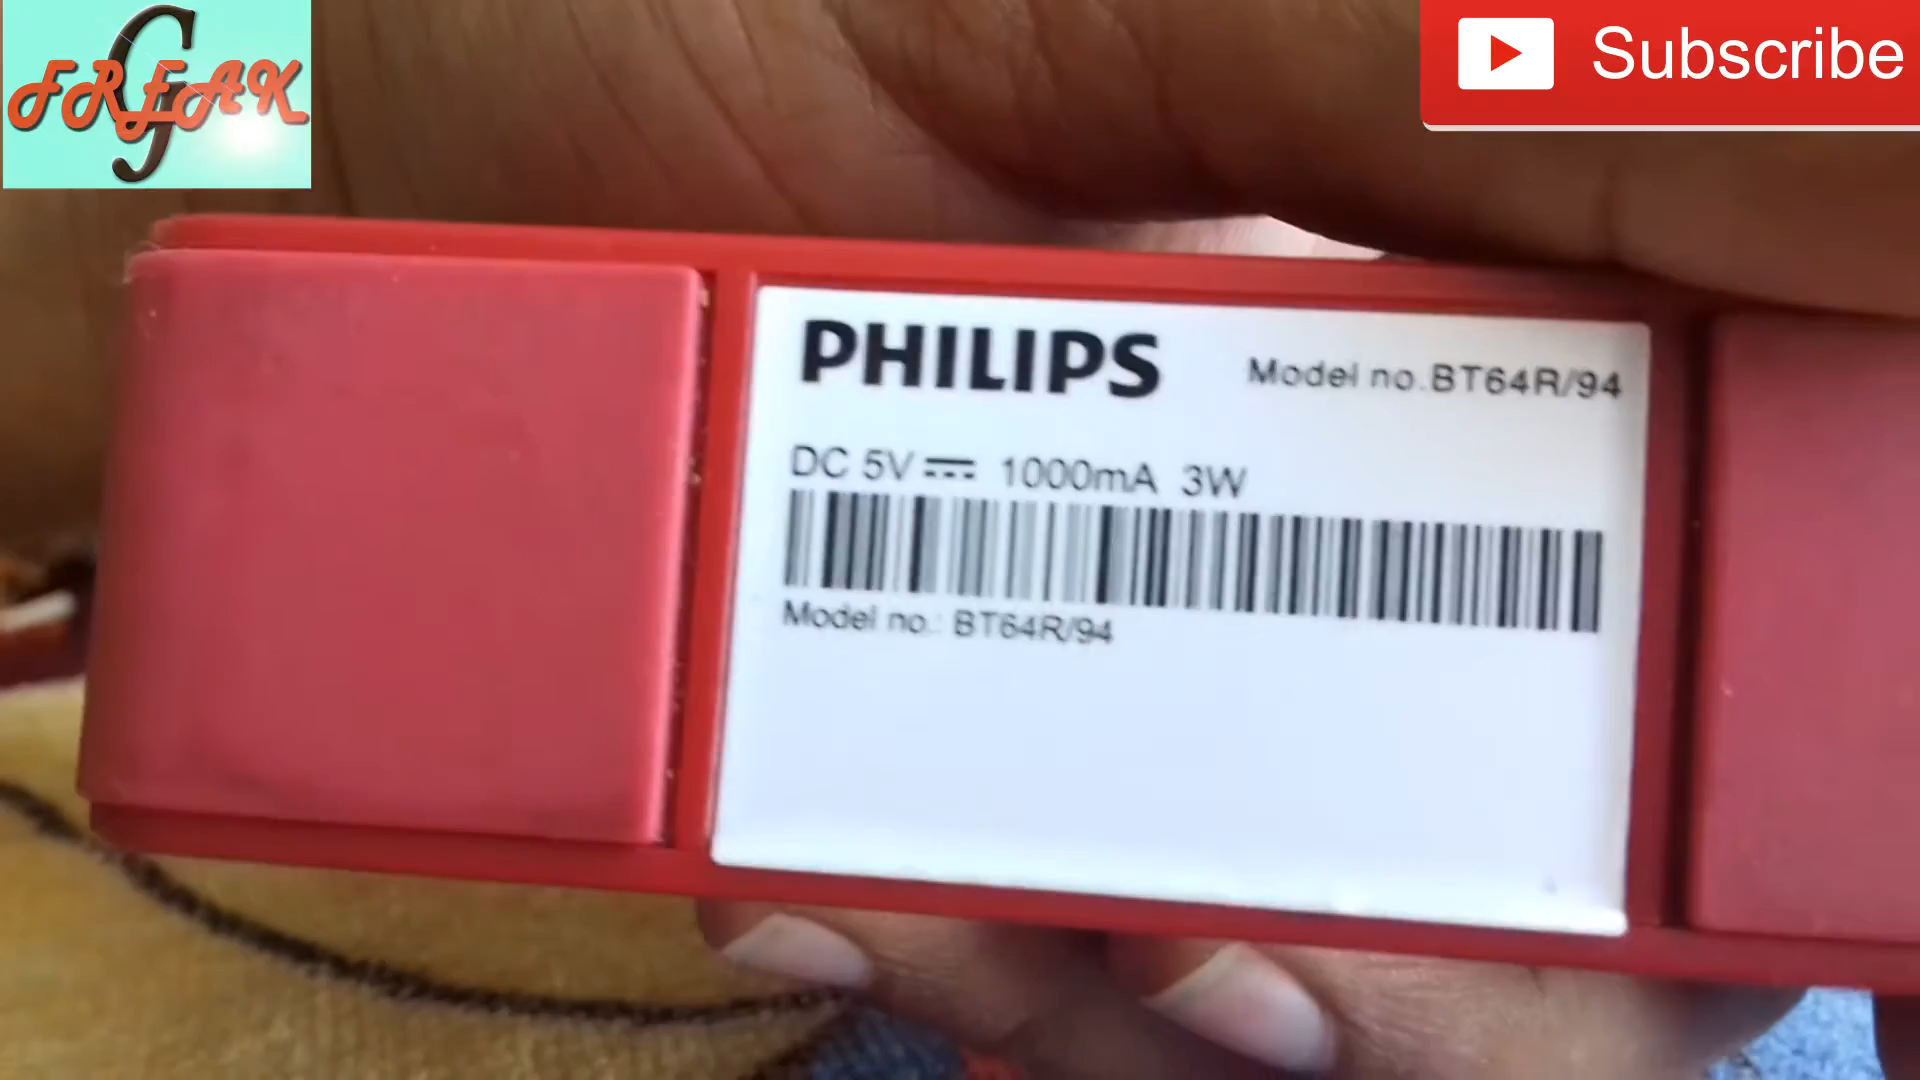 G
FREAK
Subscribe
PHILIPS
Model no.BT64R/94
DC 5V 1000mA 3W
Model no.: BT64R/94